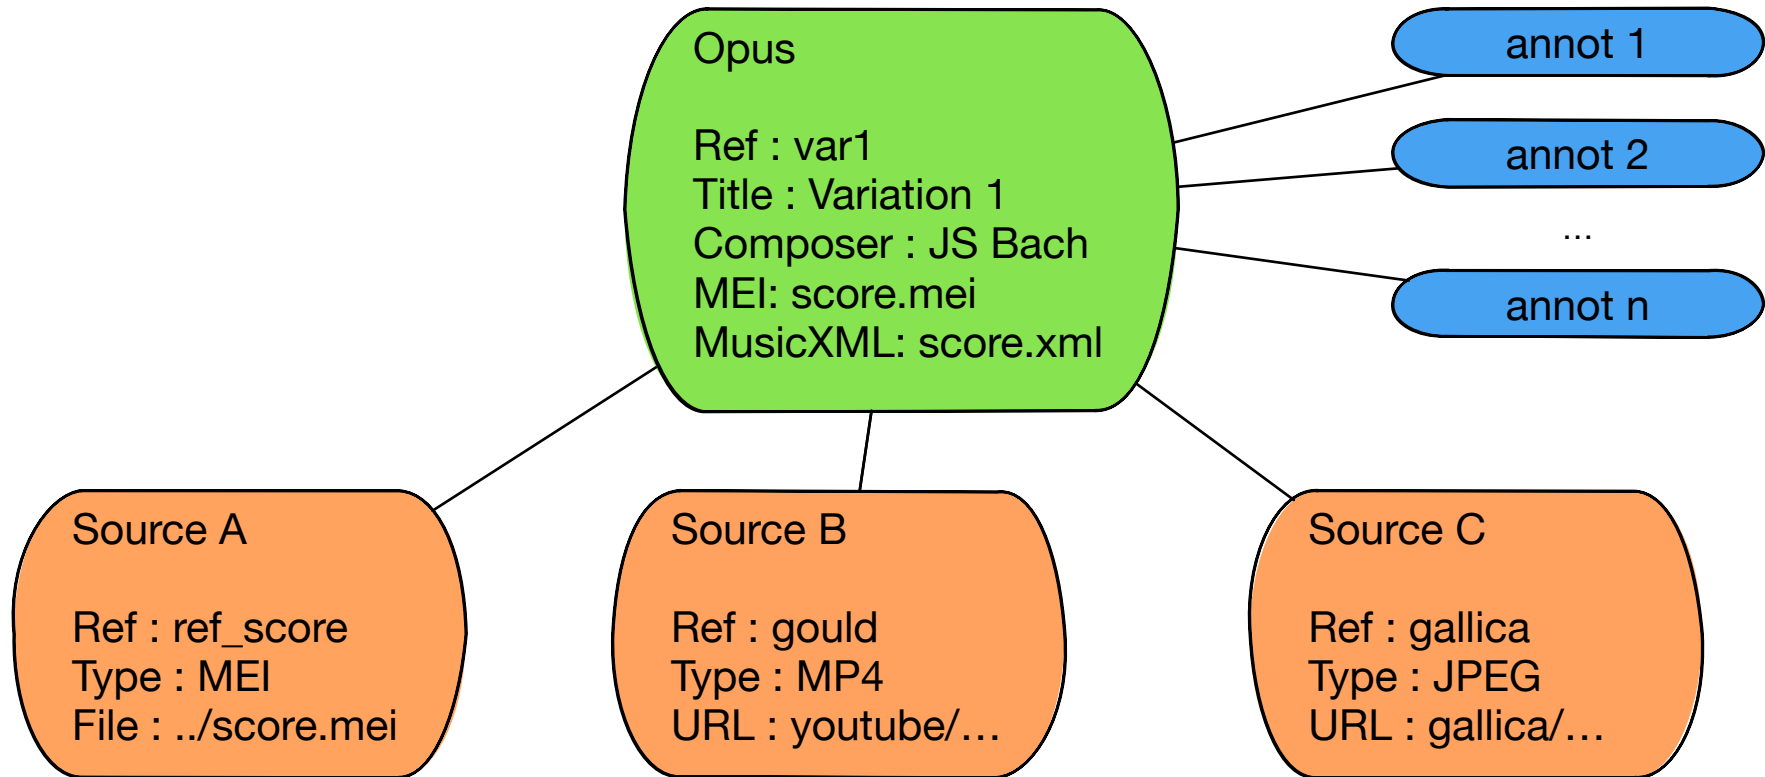 Opus
Ref : var1
Title : Variation 1
Composer : JS Bach
MEI: score.mei
MusicXML: score.xml
annot 1
annot 2
...
annot n
Source A
Ref : ref_score
Type : MEI
File : ../score.mei
Source B
Ref : gould
Type : MP4
URL : youtube/…
Source C
Ref : gallica
Type : JPEG
URL : gallica/…